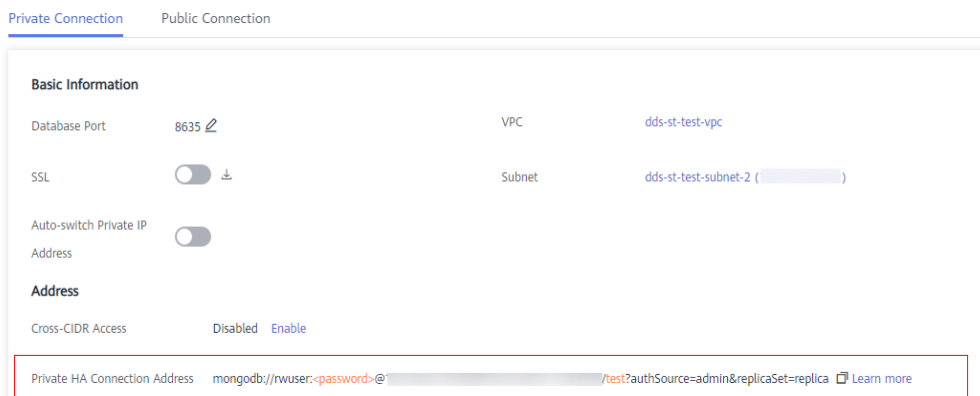 Private Connection Public Connection
Basic Information
Database Port 8635 VPC dds-st-test-vpc
SSL Subnet dds-st-test-subnet-2 ( )
Auto-switch Private IP
Address
Address
Cross-CIDR Access Disabled Enable
Private HA Connection Address mongodb://rwuser:<password>@ /test?authSource=admin&replicaSet=replica Learn more